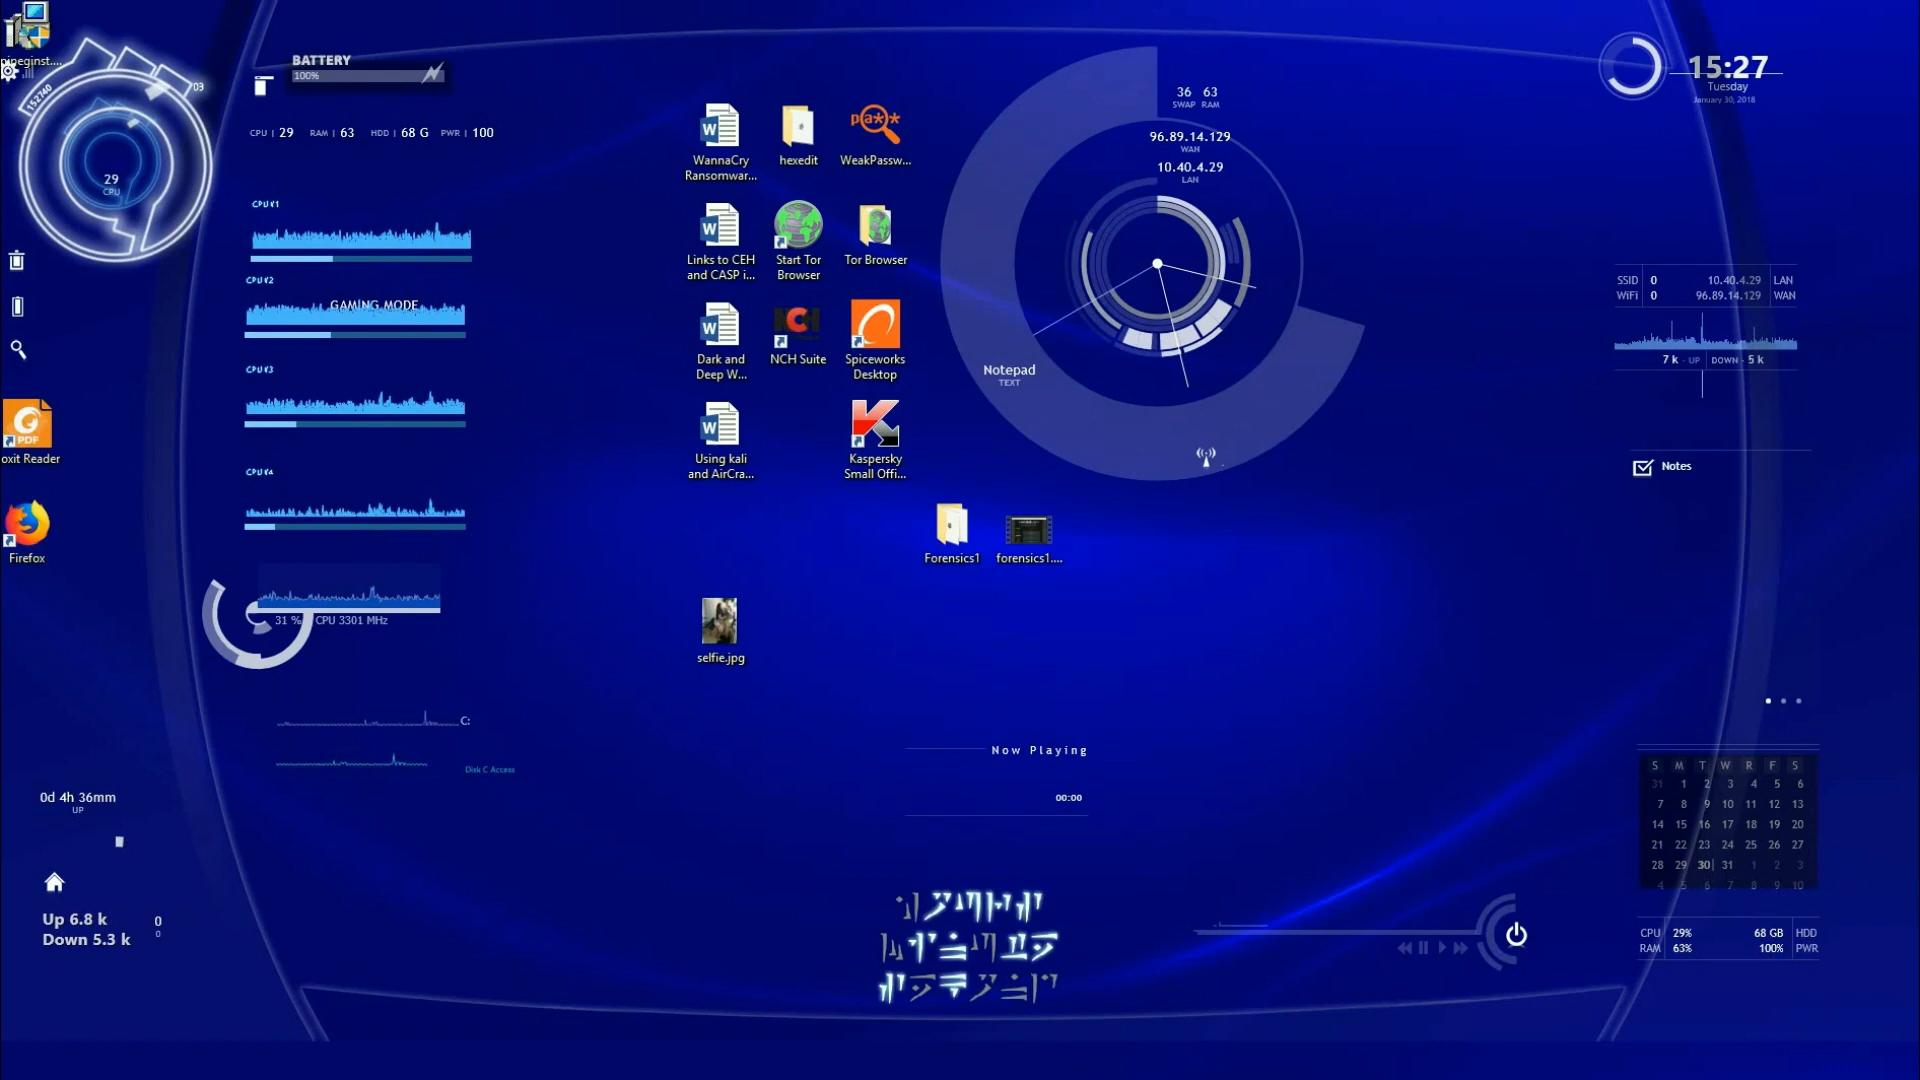 pipeginst....
152740
03
29
CPU
BATTERY
100%
CPU | 29 RAM | 63 HDD | 68 G PWR | 100
CPU #1
CPU #2
GAMING MODE
CPU #3
CPU #4
31 % CPU 3301 MHz
C:
Disk C Access
PDF
oxit Reader
Firefox
0d 4h 36mm
UP
Up 6.8 k 0
Down 5.3 k 0
WannaCry
Ransomwar...
hexedit
pa**
WeakPassw...
Links to CEH
and CASP i...
Start Tor
Browser
Tor Browser
Dark and
Deep W...
NCH
NCH Suite
Spiceworks
Desktop
Using kali
and AirCra...
Kaspersky
Small Offi...
Forensics1
forensics1....
selfie.jpg
36 63
SWAP RAM
96.89.14.129
WAN
10.40.4.29
LAN
Notepad
TEXT
Now Playing
00:00
15:27
Tuesday
January 30, 2018
SSID 0 10.40.4.29 LAN
WiFi 0 96.89.14.129 WAN
7 k - UP DOWN - 5 k
Notes
S M T W R F S
31 1 2 3 4 5 6
7 8 9 10 11 12 13
14 15 16 17 18 19 20
21 22 23 24 25 26 27
28 29 30 31 1 2 3
4 5 6 7 8 9 10
CPU 29% 68 GB HDD
RAM 63% 100% PWR